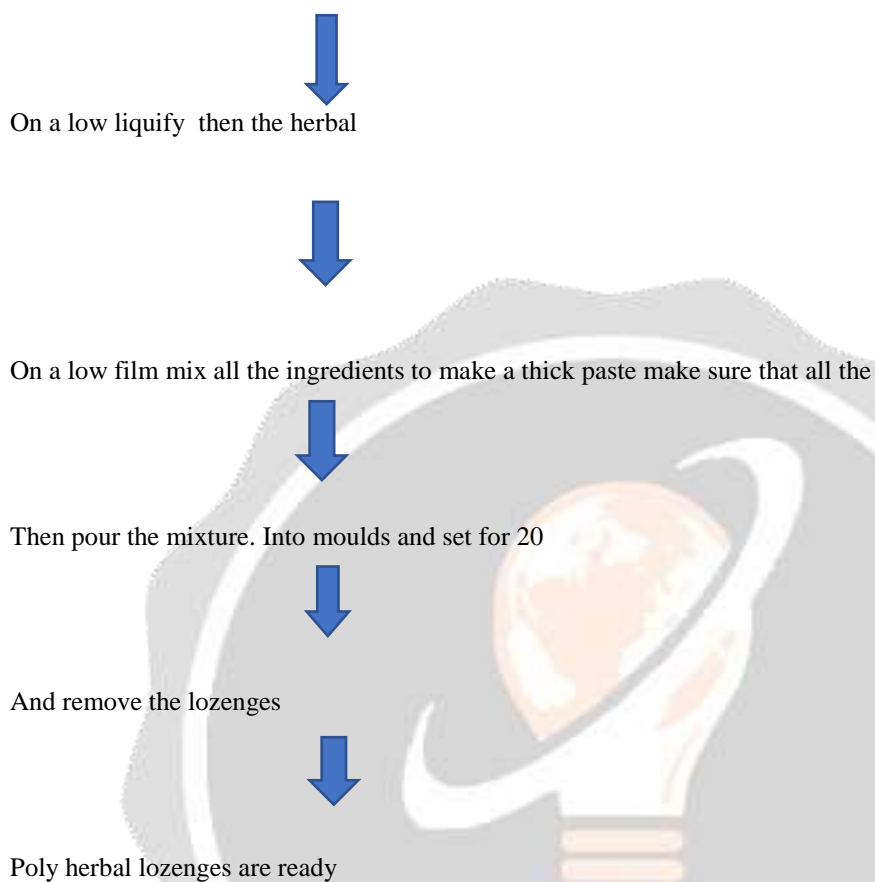 On a low liquify then the herbal
On a low film mix all the ingredients to make a thick paste make sure that all the
Then pour the mixture. Into moulds and set for 20
And remove the lozenges
Poly herbal lozenges are ready